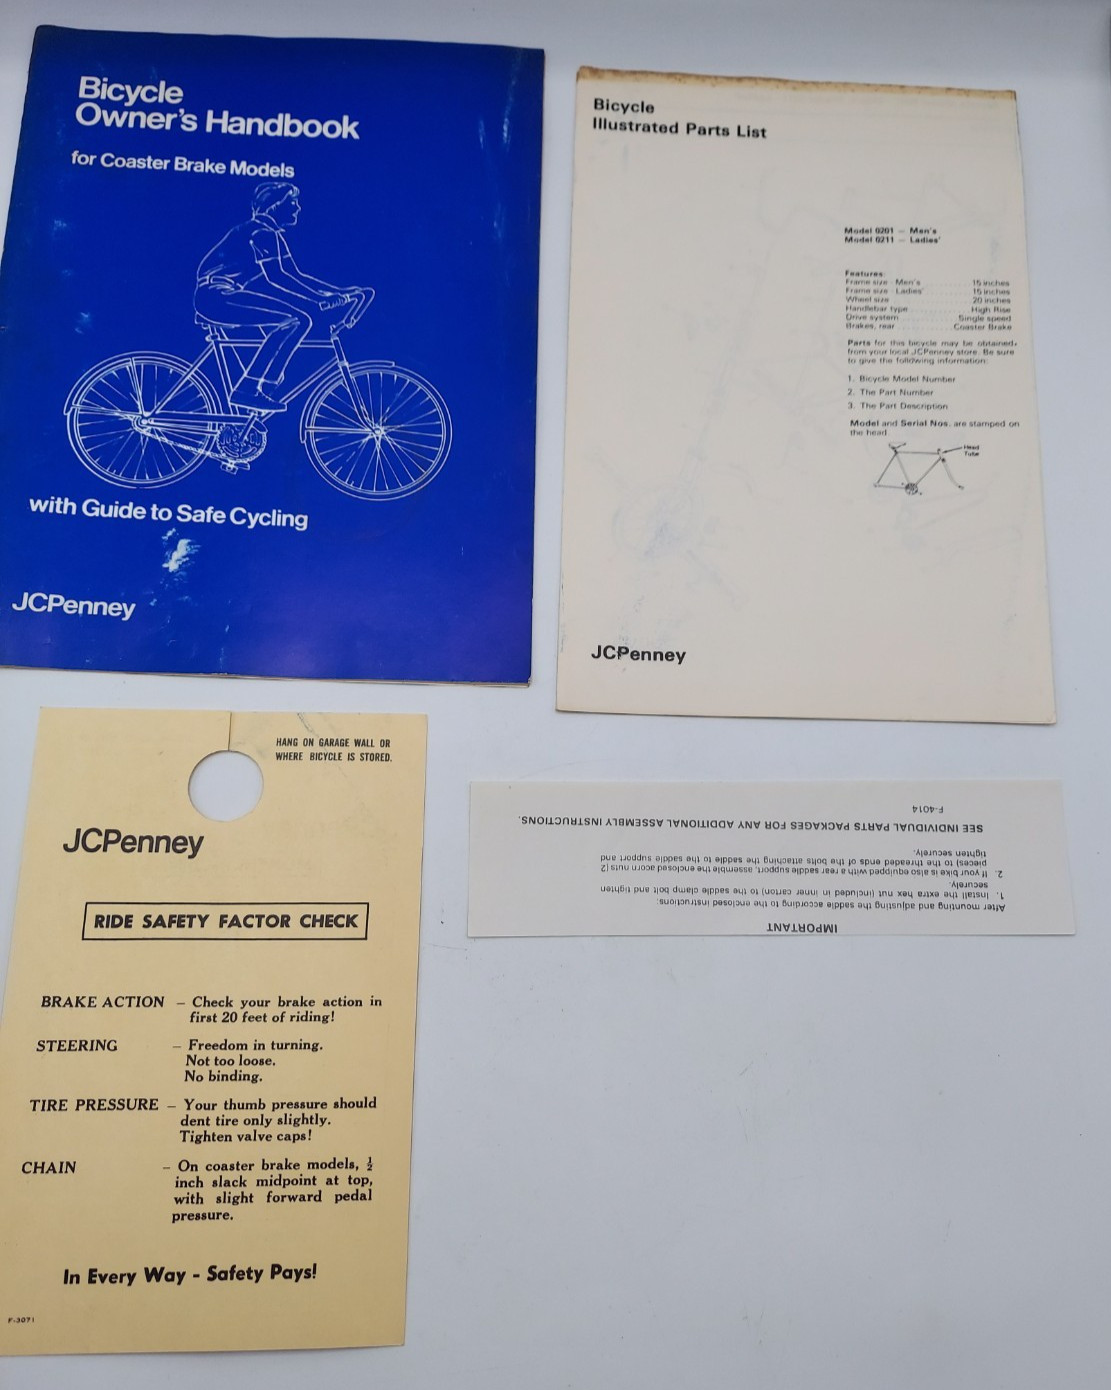 Bicycle
Owner's Handbook
for Coaster Brake Models
with Guide to Safe Cycling
JCPenney
Bicycle
Illustrated Parts List
Model 0201 – Men's
Model 0211 – Ladies'
Features:
Frame size - Men's 15 inches
Frame size - Ladies' 15 inches
Wheel size 20 inches
Handlebar type High Rise
Drive system Single speed
Brakes, rear Coaster Brake
Parts for this bicycle may be obtained
from your local JCPenney store. Be sure
to give the following information:
1. Bicycle Model Number
2. The Part Number
3. The Part Description
Model and Serial Nos. are stamped on
the head.
Head
Tube
JCPenney
HANG ON GARAGE WALL OR
WHERE BICYCLE IS STORED.
JCPenney
RIDE SAFETY FACTOR CHECK
BRAKE ACTION – Check your brake action in
first 20 feet of riding!
STEERING – Freedom in turning.
Not too loose.
No binding.
TIRE PRESSURE – Your thumb pressure should
dent tire only slightly.
Tighten valve caps!
CHAIN – On coaster brake models, ½
inch slack midpoint at top,
with slight forward pedal
pressure.
In Every Way - Safety Pays!
F-3071
IMPORTANT
After mounting and adjusting the saddle according to the enclosed instructions:
1. Install the extra hex nut (included in inner carton) to the saddle clamp bolt and tighten
securely.
2. If your bike is also equipped with a rear saddle support, assemble the enclosed acorn nuts (2
pieces) to the threaded ends of the bolts attaching the saddle to the saddle support and
tighten securely.
SEE INDIVIDUAL PARTS PACKAGES FOR ANY ADDITIONAL ASSEMBLY INSTRUCTIONS.
F-4014